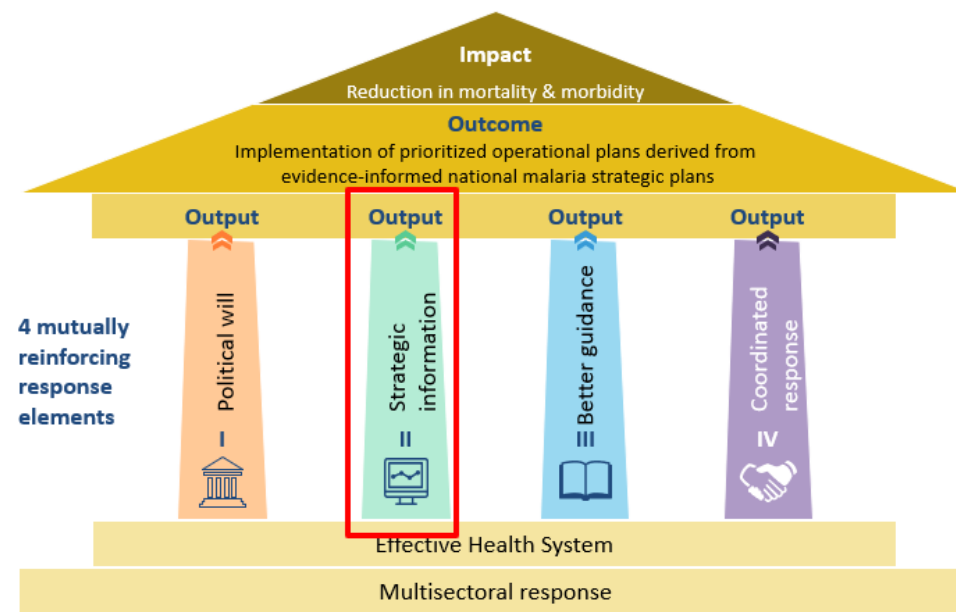 Impact
Reduction in mortality & morbidity
Outcome
Implementation of prioritized operational plans derived from
evidence-informed national malaria strategic plans
Output
Output
Output
Output
4 mutually
reinforcing
response
elements
Political will
I
Strategic
information
II
Better guidance
III
Coordinated
response
IV
Effective Health System
Multisectoral response